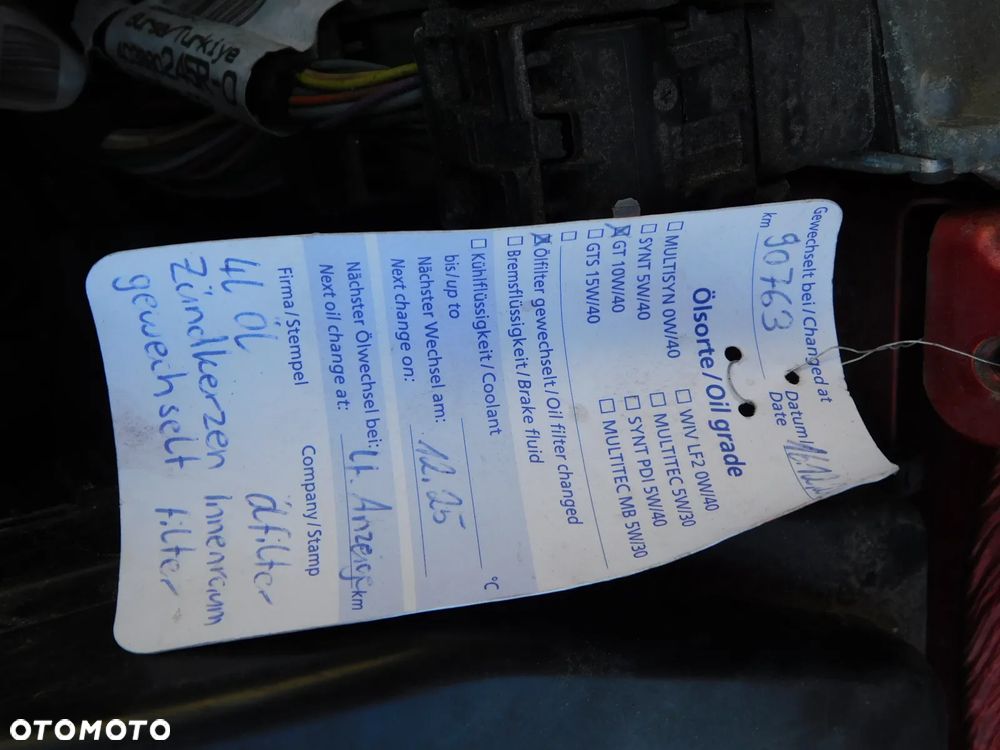 Bursa/Türkiye
Gewechselt bei/Changed at
km 90763
Datum
Date
Ölsorte/Oil grade
☐ MULTISYN 0W/40
☐ WIV LF2 0W/40
☐ SYNT 5W/40
☐ MULTITEC 5W/30
☒ GT 10W/40
☐ SYNT PDI 5W/40
☐ GTS 15W/40
☐ MULTITEC MB 5W/30
☐
☒ Ölfilter gewechselt/Oil filter changed
☐ Bremsflüssigkeit/Brake fluid
☐ Kühlflüssigkeit/Coolant
bis/up to °C
Nächster Wechsel am:
Next change on: 12.25
Nächster Ölwechsel bei:
Next oil change at: Lt. Anzeige km
Firma/Stempel Company/Stamp
4L ÖL ölfilter
Zündkerzen Innenraum
gewechselt filter
OTOMOTO